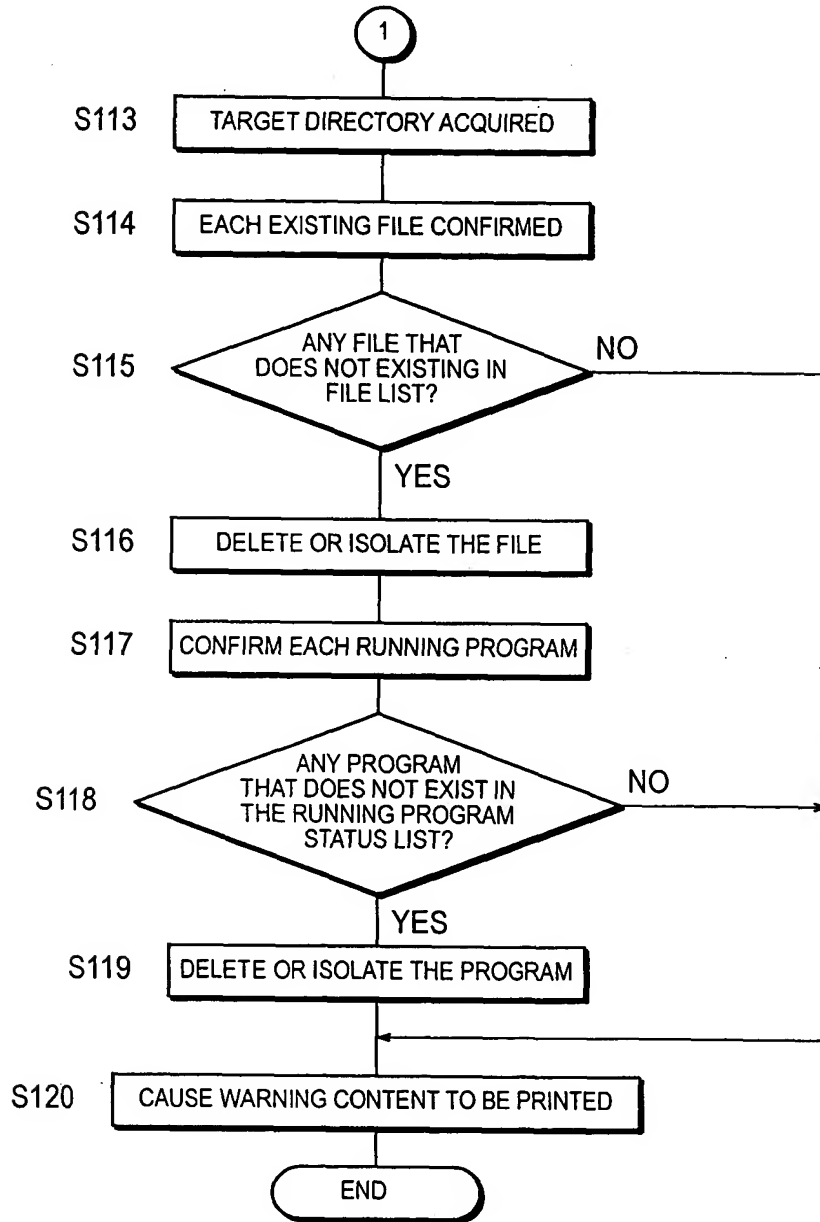 1
S113
TARGET DIRECTORY ACQUIRED
S114
EACH EXISTING FILE CONFIRMED
S115
ANY FILE THAT
DOES NOT EXISTING IN
FILE LIST?
NO
YES
S116
DELETE OR ISOLATE THE FILE
S117
CONFIRM EACH RUNNING PROGRAM
S118
ANY PROGRAM
THAT DOES NOT EXIST IN
THE RUNNING PROGRAM
STATUS LIST?
NO
YES
S119
DELETE OR ISOLATE THE PROGRAM
S120
CAUSE WARNING CONTENT TO BE PRINTED
END